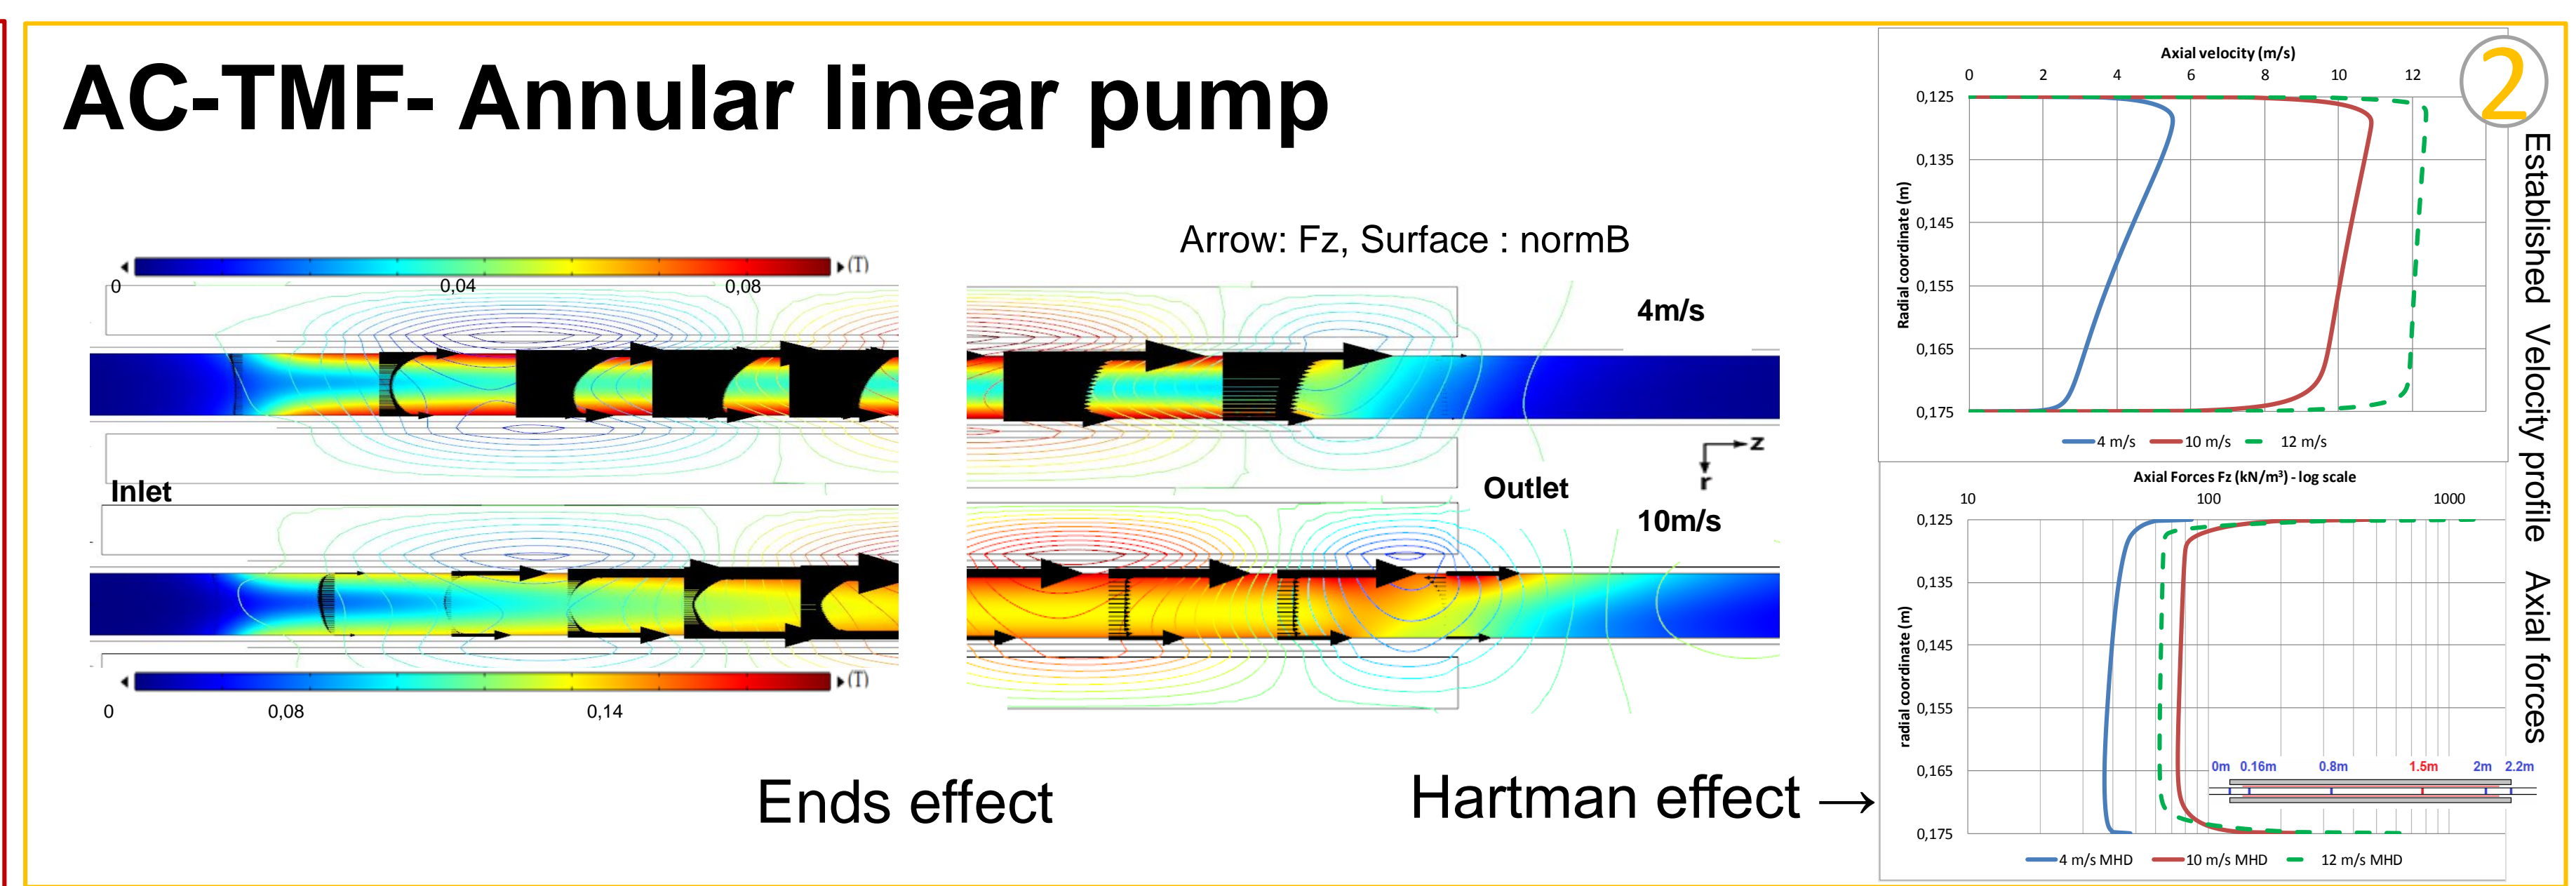 AC-TMF- Annular linear pump
Arrow: Fz, Surface : normB
(T)
0 0,04 0,08
4m/s
z
r
Inlet
Outlet
10m/s
(T)
0 0,08 0,14
Ends effect
Hartman effect →
2
Axial velocity (m/s)
0 2 4 6 8 10 12
Radial coordinate (m)
0,125
0,135
0,145
0,155
0,165
0,175
4 m/s 10 m/s 12 m/s
Established Velocity profile Axial forces
Axial Forces Fz (kN/m³) - log scale
10 100 1000
radial coordinate (m)
0,125
0,135
0,145
0,155
0,165
0,175
0m 0.16m 0.8m 1.5m 2m 2.2m
4 m/s MHD 10 m/s MHD 12 m/s MHD